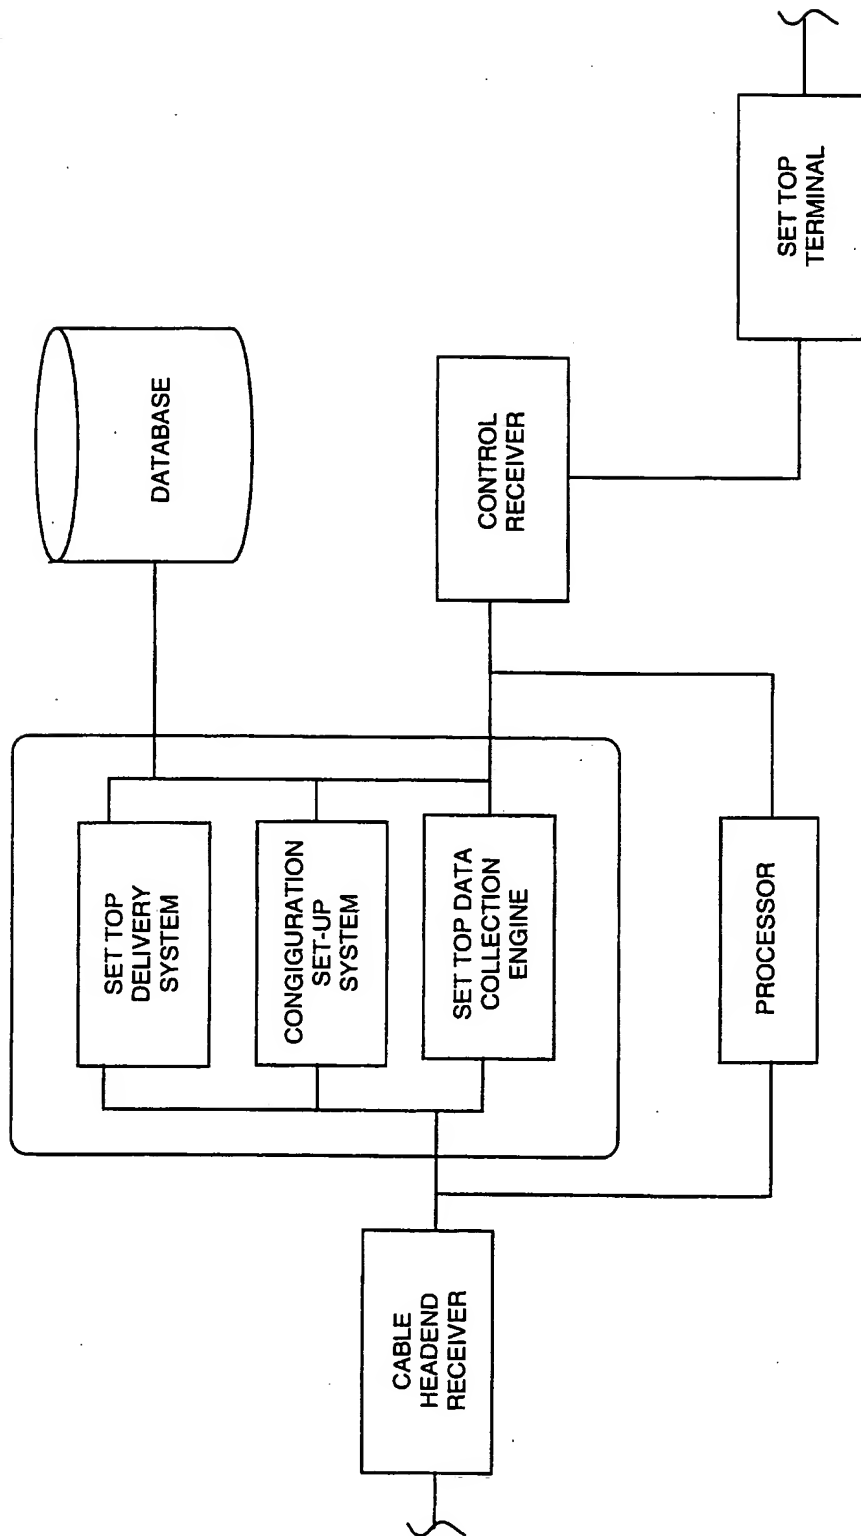 CABLE
HEADEND
RECEIVER
SET TOP
DELIVERY
SYSTEM
CONGIGURATION
SET-UP
SYSTEM
SET TOP DATA
COLLECTION
ENGINE
PROCESSOR
DATABASE
CONTROL
RECEIVER
SET TOP
TERMINAL